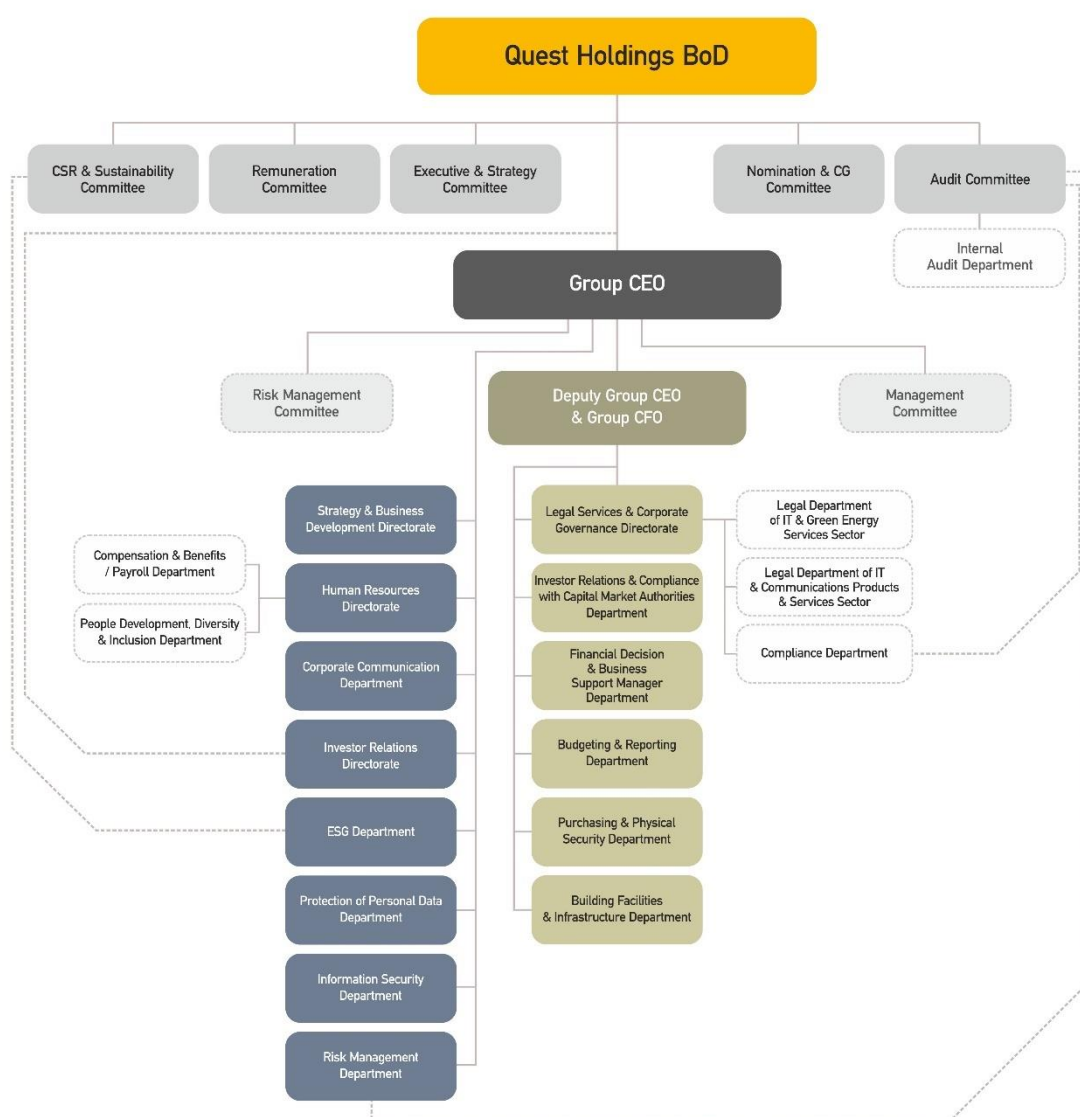 Quest Holdings BoD
CSR & Sustainability
Committee
Remuneration
Committee
Executive & Strategy
Committee
Nomination & CG
Committee
Audit Committee
Internal
Audit Department
Group CEO
Risk Management
Committee
Deputy Group CEO
& Group CFO
Management
Committee
Strategy & Business
Development Directorate
Compensation & Benefits
/ Payroll Department
Human Resources
Directorate
People Development, Diversity
& Inclusion Department
Corporate Communication
Department
Investor Relations
Directorate
ESG Department
Protection of Personal Data
Department
Information Security
Department
Risk Management
Department
Legal Services & Corporate
Governance Directorate
Investor Relations & Compliance
with Capital Market Authorities
Department
Financial Decision
& Business
Support Manager
Department
Budgeting & Reporting
Department
Purchasing & Physical
Security Department
Building Facilities
& Infrastructure Department
Legal Department
of IT & Green Energy
Services Sector
Legal Department of IT
& Communications Products
& Services Sector
Compliance Department